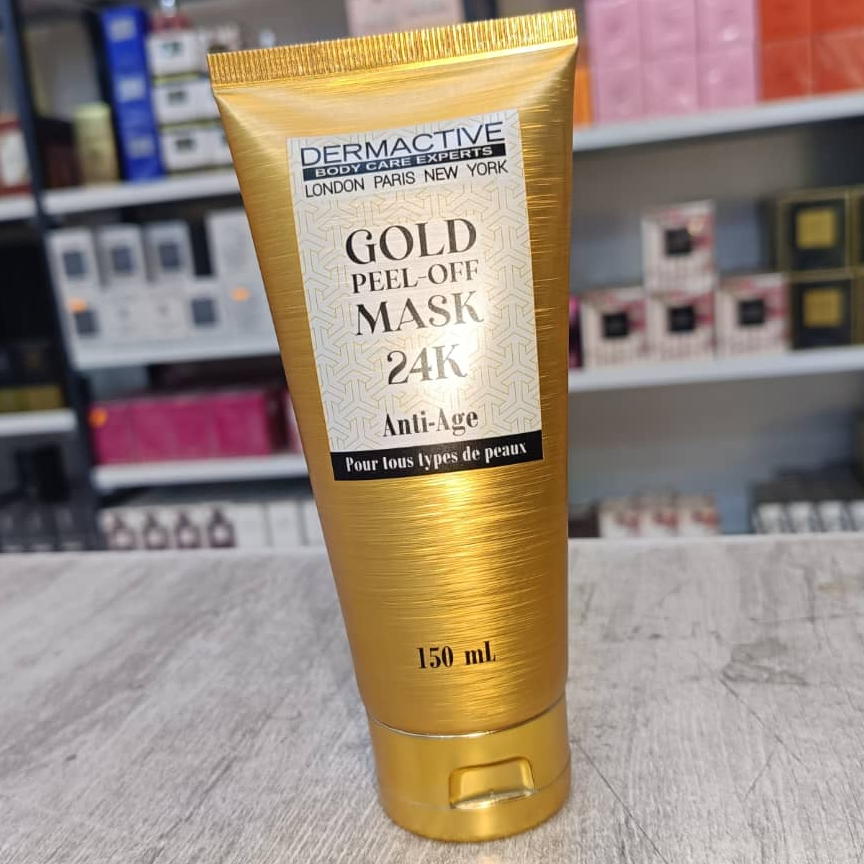 DERMACTIVE
BODY CARE EXPERTS
LONDON PARIS NEW YORK
GOLD
PEEL-OFF
MASK
24K
Anti-Age
Pour tous types de peaux
150 mL